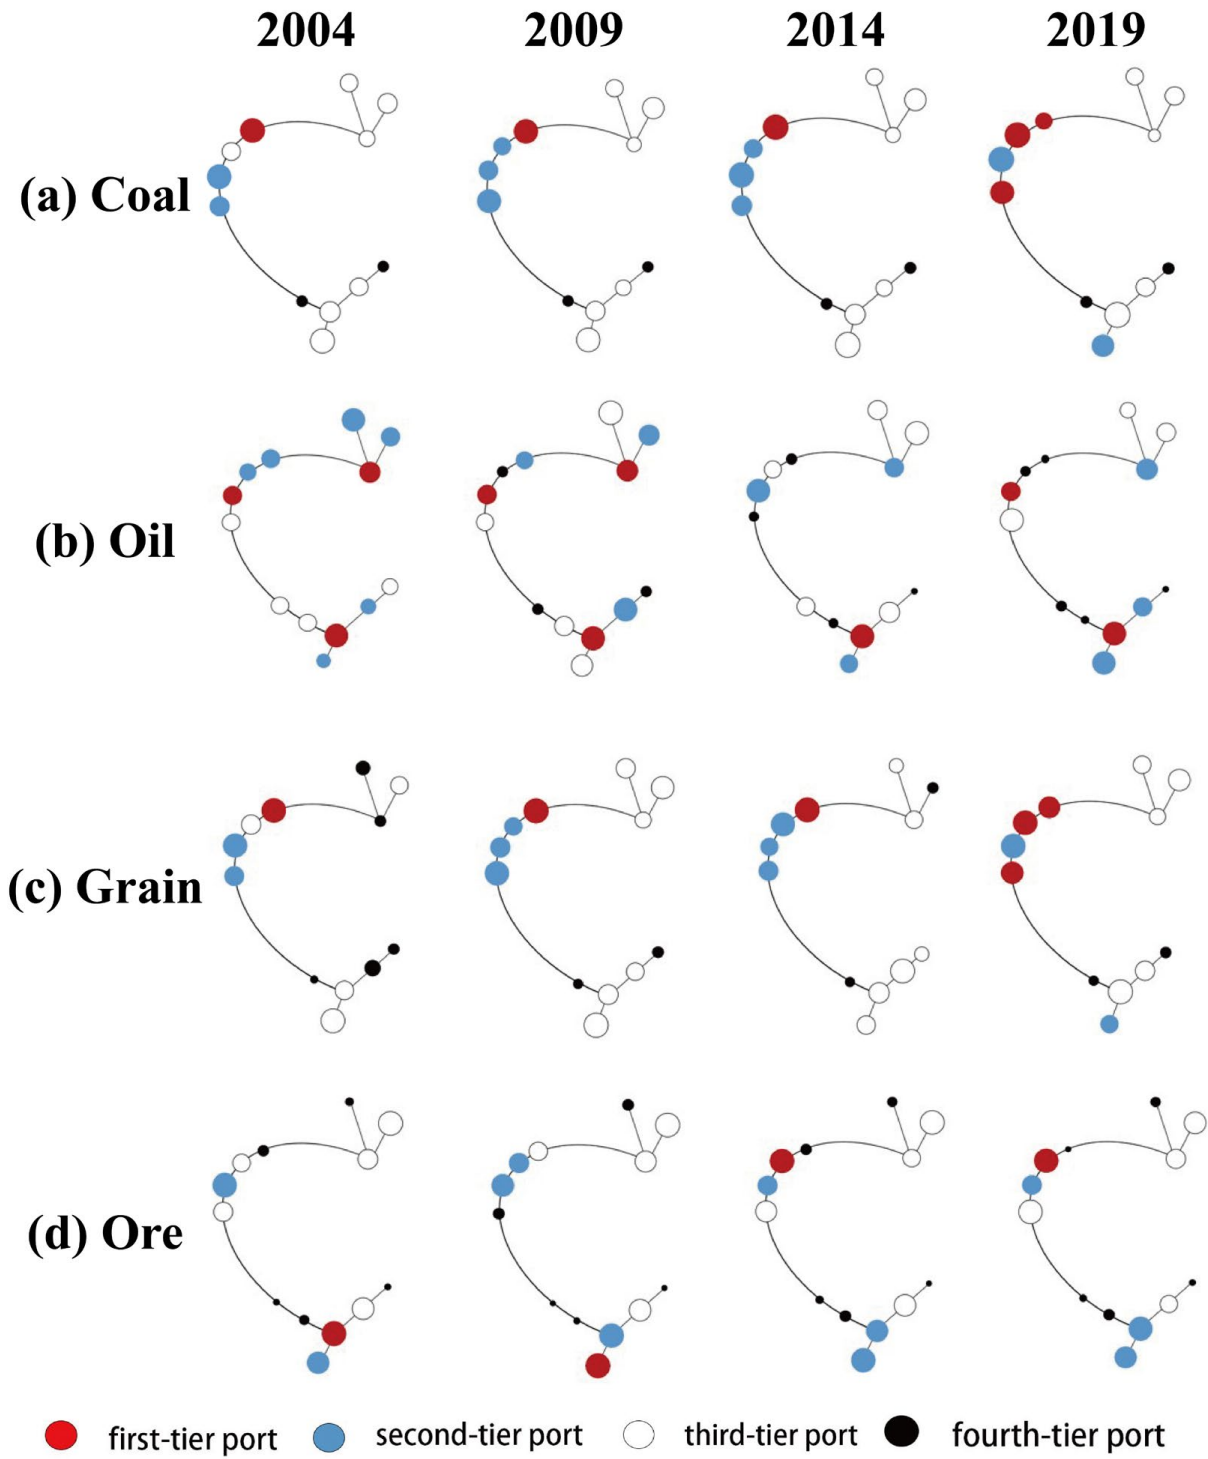 2004 2009 2014 2019
(a) Coal
(b) Oil
(c) Grain
(d) Ore
first-tier port second-tier port third-tier port fourth-tier port